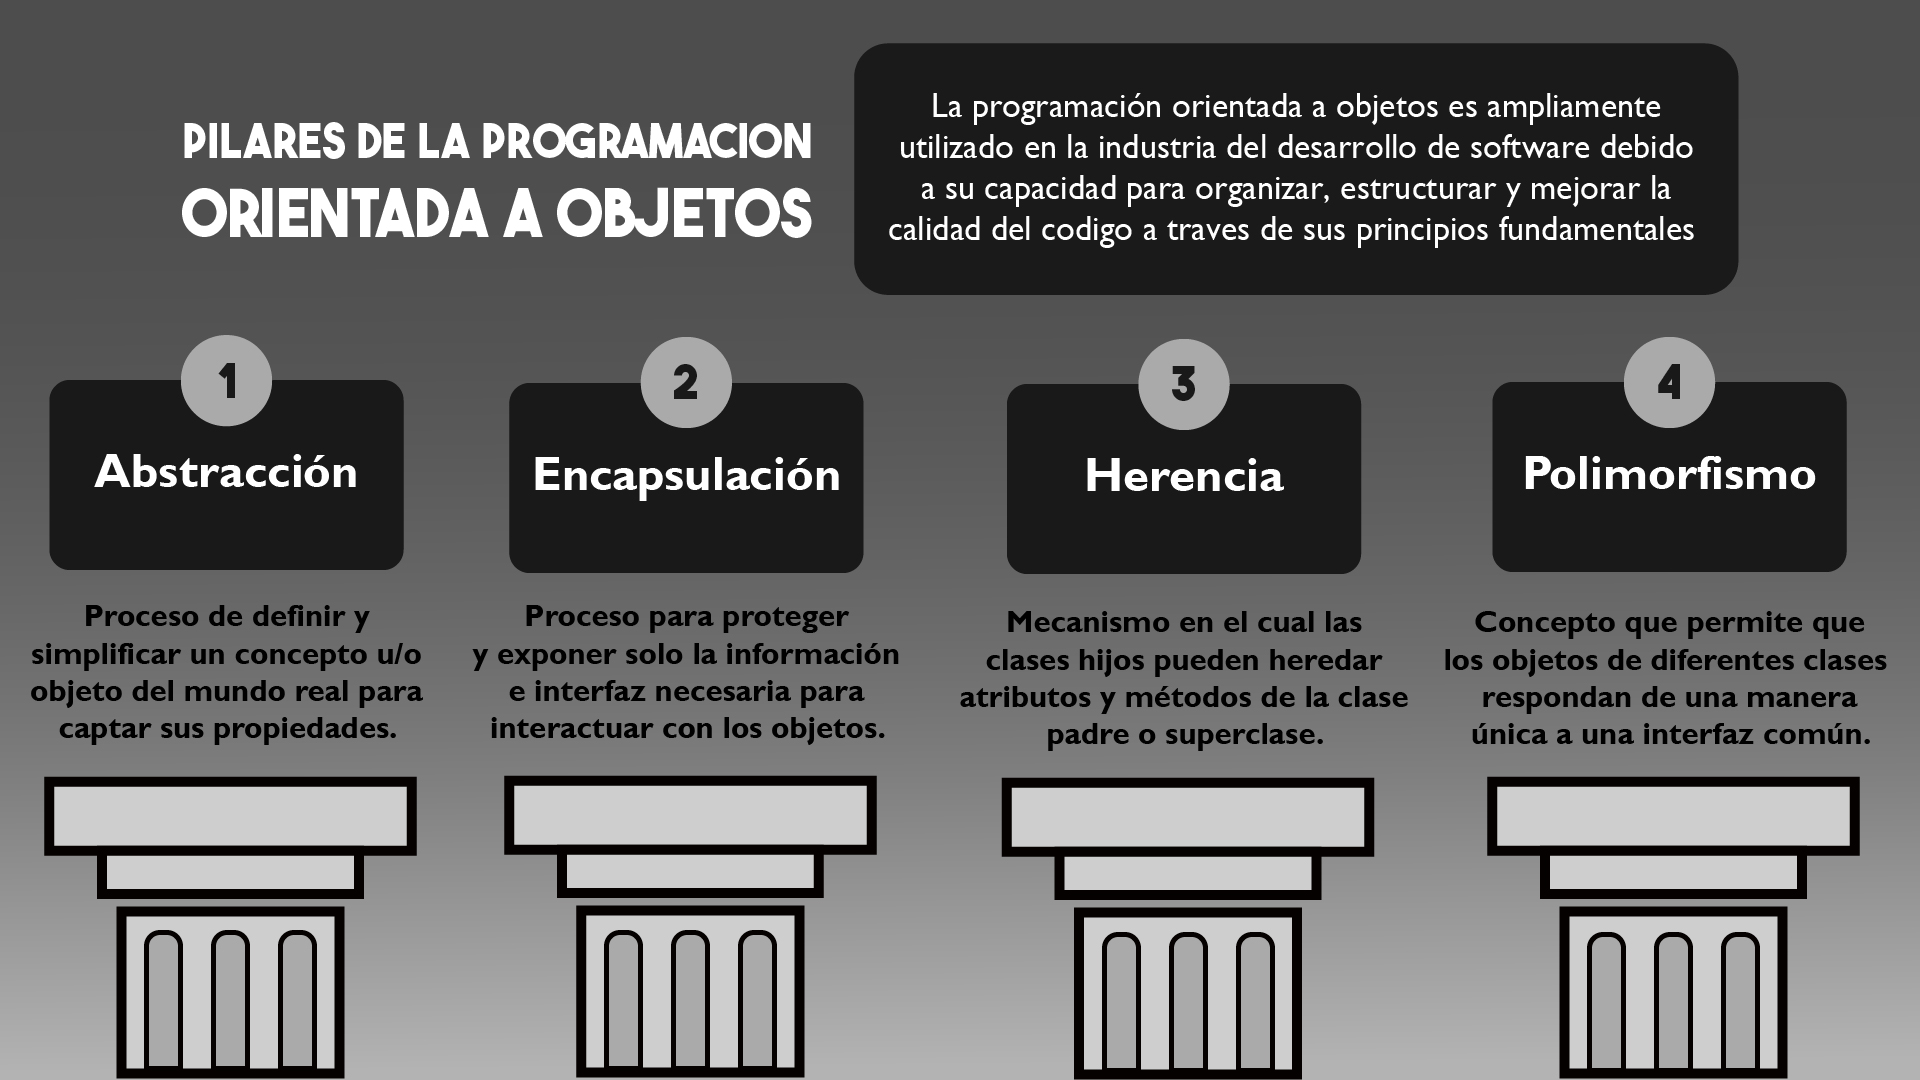 PILARES DE LA PROGRAMACION
ORIENTADA A OBJETOS
La programación orientada a objetos es ampliamente
utilizado en la industria del desarrollo de software debido
a su capacidad para organizar, estructurar y mejorar la
calidad del codigo a traves de sus principios fundamentales
1
Abstracción
Proceso de definir y
simplificar un concepto u/o
objeto del mundo real para
captar sus propiedades.
2
Encapsulación
Proceso para proteger
y exponer solo la información
e interfaz necesaria para
interactuar con los objetos.
3
Herencia
Mecanismo en el cual las
clases hijos pueden heredar
atributos y métodos de la clase
padre o superclase.
4
Polimorfismo
Concepto que permite que
los objetos de diferentes clases
respondan de una manera
única a una interfaz común.